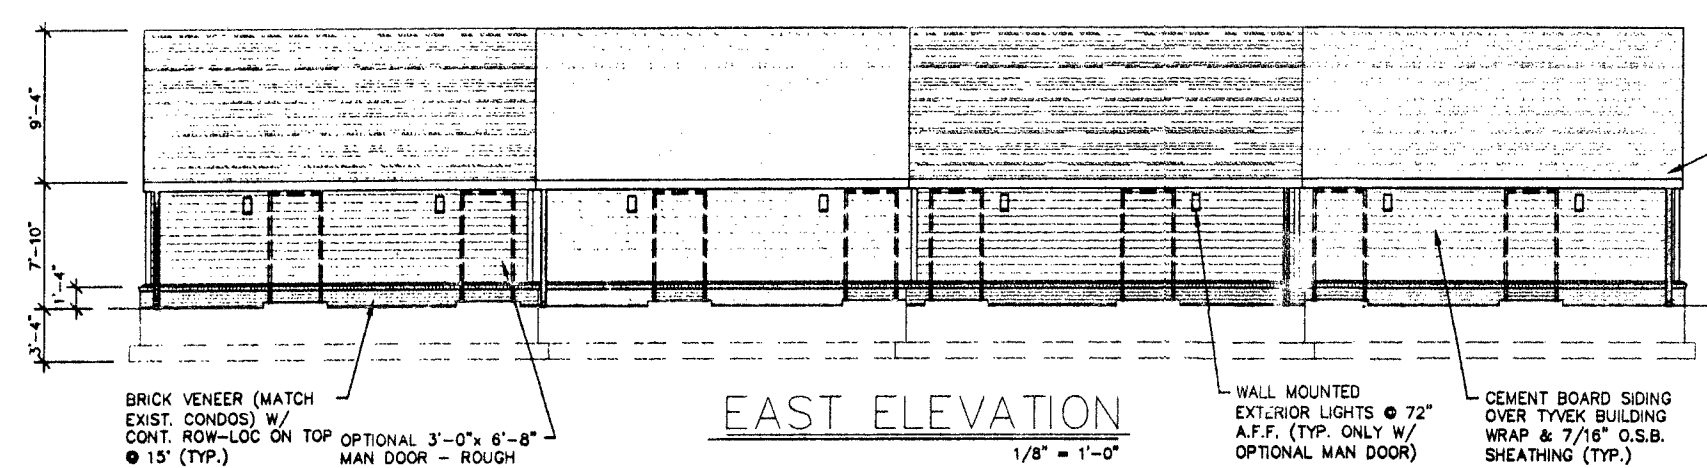 9'-4"
7'-10"
1'-4"
3'-4"
BRICK VENEER (MATCH
EXIST. CONDOS) W/
CONT. ROW-LOC ON TOP
@ 15' (TYP.)
OPTIONAL 3'-0"x 6'-8"
MAN DOOR - ROUGH
EAST ELEVATION
1/8" = 1'-0"
WALL MOUNTED
EXTERIOR LIGHTS @ 72"
A.F.F. (TYP. ONLY W/
OPTIONAL MAN DOOR)
CEMENT BOARD SIDING
OVER TYVEK BUILDING
WRAP & 7/16" O.S.B.
SHEATHING (TYP.)